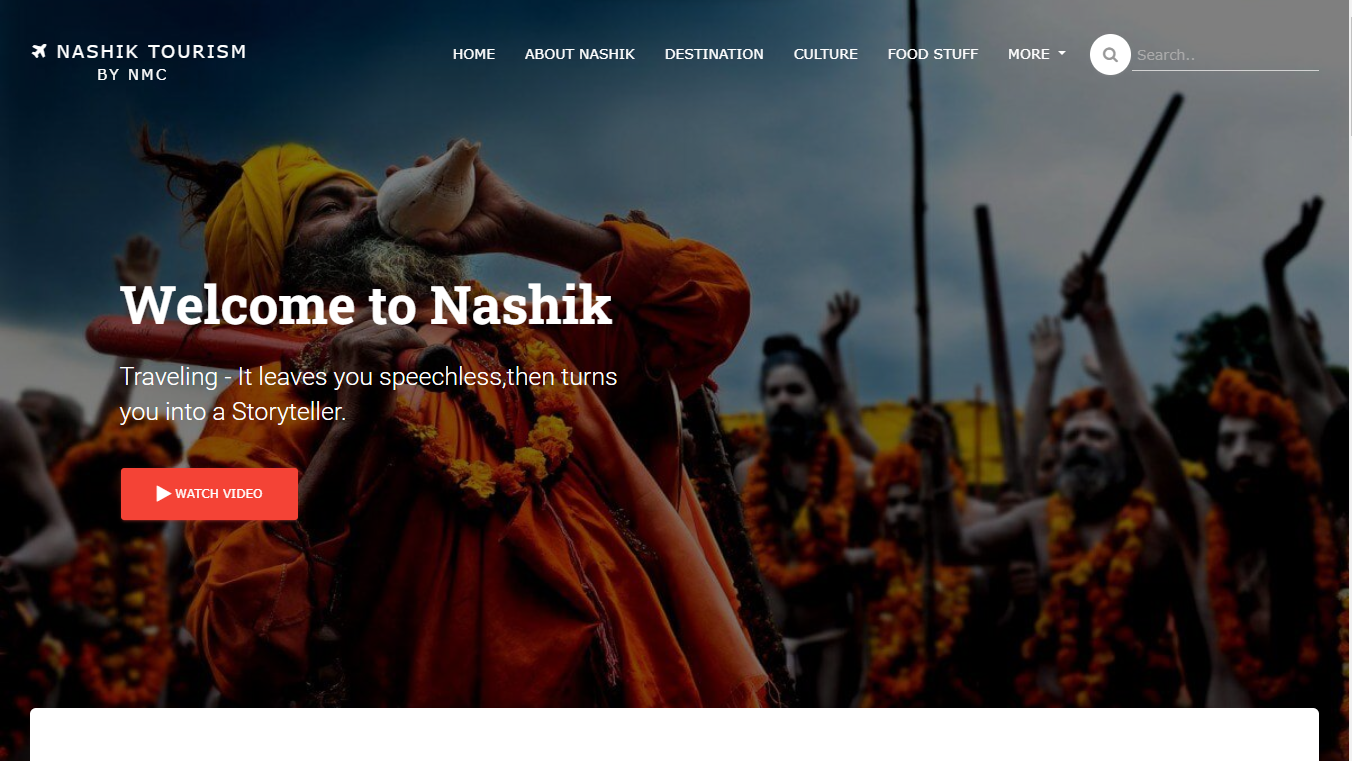 NASHIK TOURISM
BY NMC
HOME
ABOUT NASHIK
DESTINATION
CULTURE
FOOD STUFF
MORE
Search..
Welcome to Nashik
Traveling - It leaves you speechless,then turns
you into a Storyteller.
WATCH VIDEO